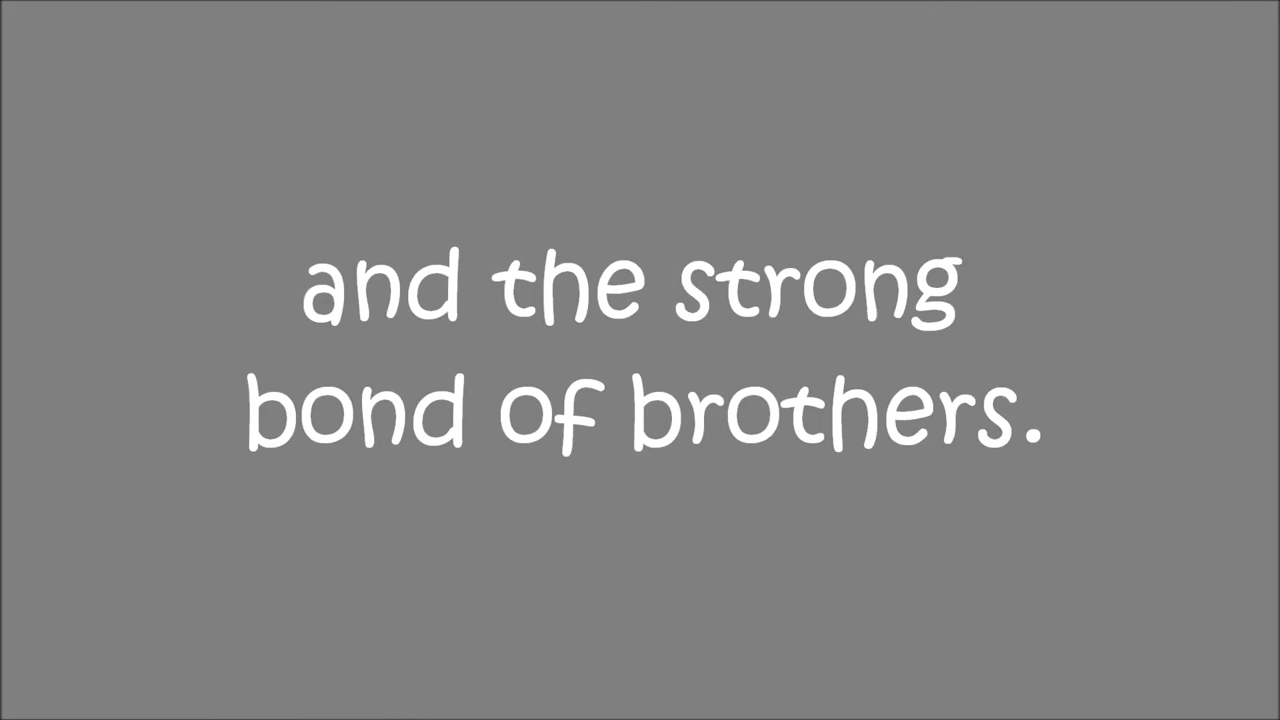 and the strong
bond of brothers.